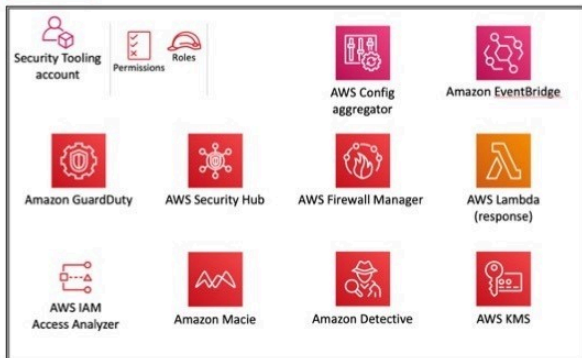 Security Tooling
account
Permissions
Roles
AWS Config
aggregator
Amazon EventBridge
Amazon GuardDuty
AWS Security Hub
AWS Firewall Manager
AWS Lambda
(response)
AWS IAM
Access Analyzer
Amazon Macie
Amazon Detective
AWS KMS